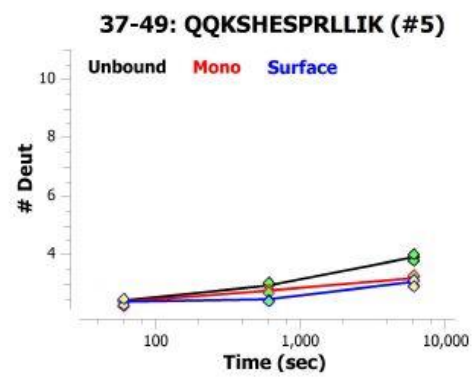 37-49: QQKSHESPRLLIK (#5)
Unbound Mono Surface
10
8
6
4
# Deut
100 1,000 10,000
Time (sec)